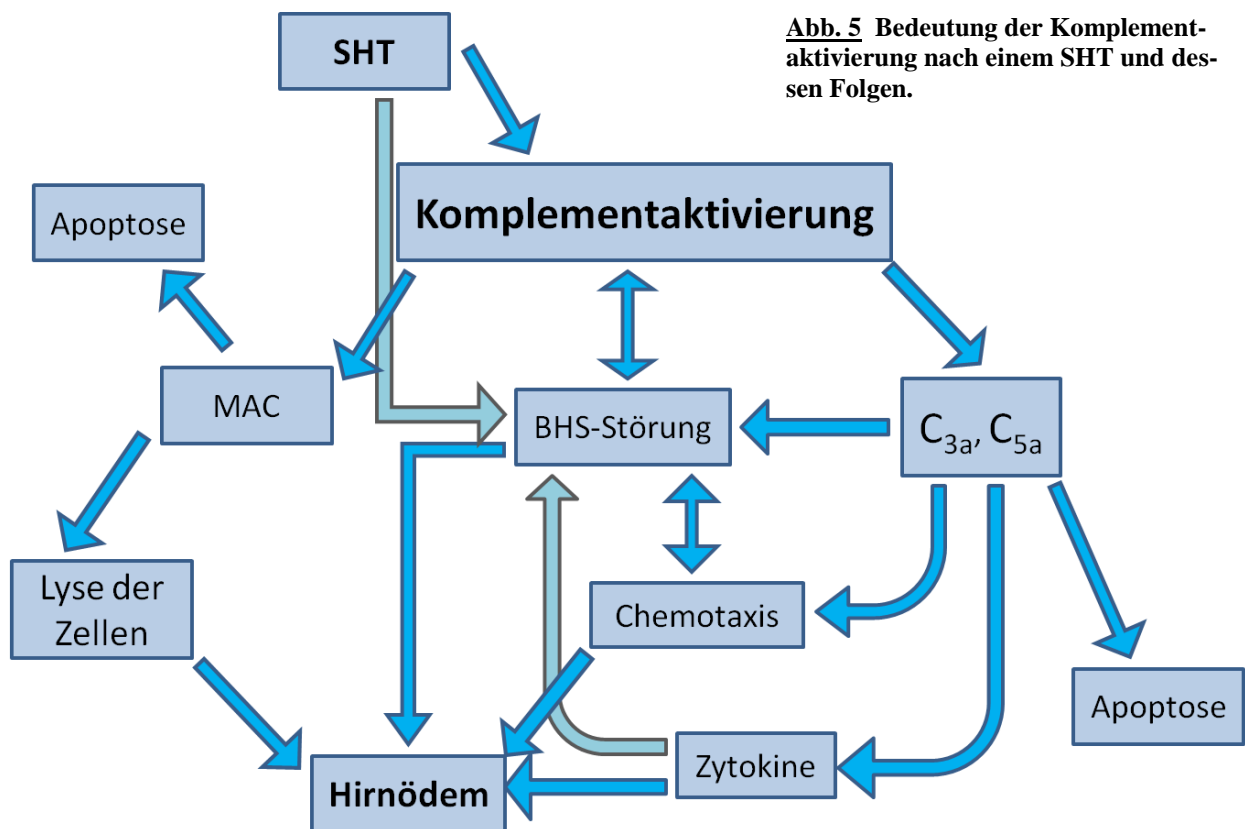 Abb. 5 Bedeutung der Komplement-
aktivierung nach einem SHT und des-
sen Folgen.
SHT
Komplementaktivierung
Apoptose
MAC
BHS-Störung
C3a, C5a
Lyse der
Zellen
Chemotaxis
Apoptose
Zytokine
Hirnödem